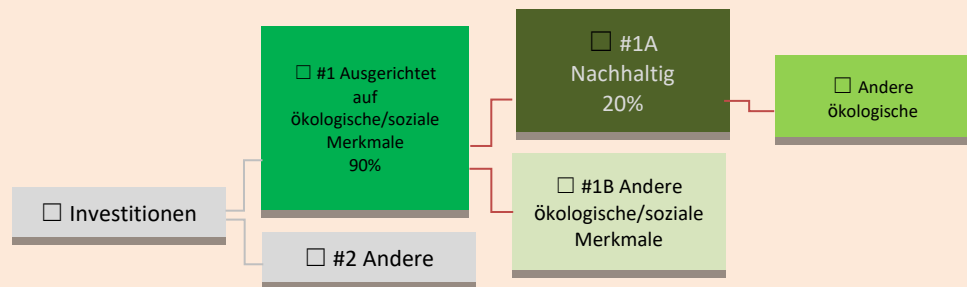 ☐ Investitionen
☐ #1 Ausgerichtet
auf
ökologische/soziale
Merkmale
90%
☐ #2 Andere
☐ #1A
Nachhaltig
20%
☐ #1B Andere
ökologische/soziale
Merkmale
☐ Andere
ökologische